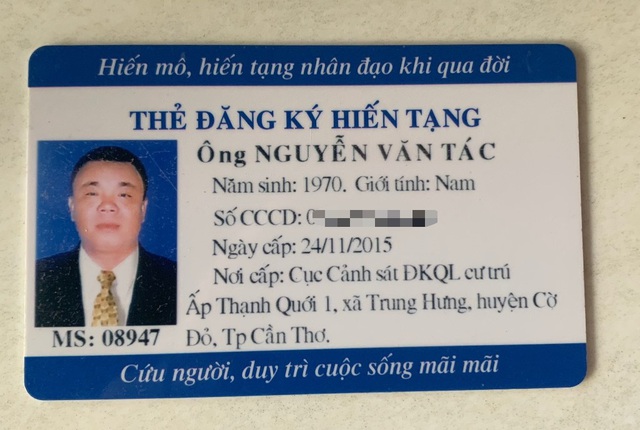 Hiến mô, hiến tạng nhân đạo khi qua đời
THẺ ĐĂNG KÝ HIẾN TẠNG
Ông NGUYỄN VĂN TÁC
Năm sinh: 1970. Giới tính: Nam
Số CCCD: 0
Ngày cấp: 24/11/2015
Nơi cấp: Cục Cảnh sát ĐKQL cư trú
Ấp Thạnh Quới 1, xã Trung Hưng, huyện Cờ
Đỏ, Tp Cần Thơ.
MS: 08947
Cứu người, duy trì cuộc sống mãi mãi